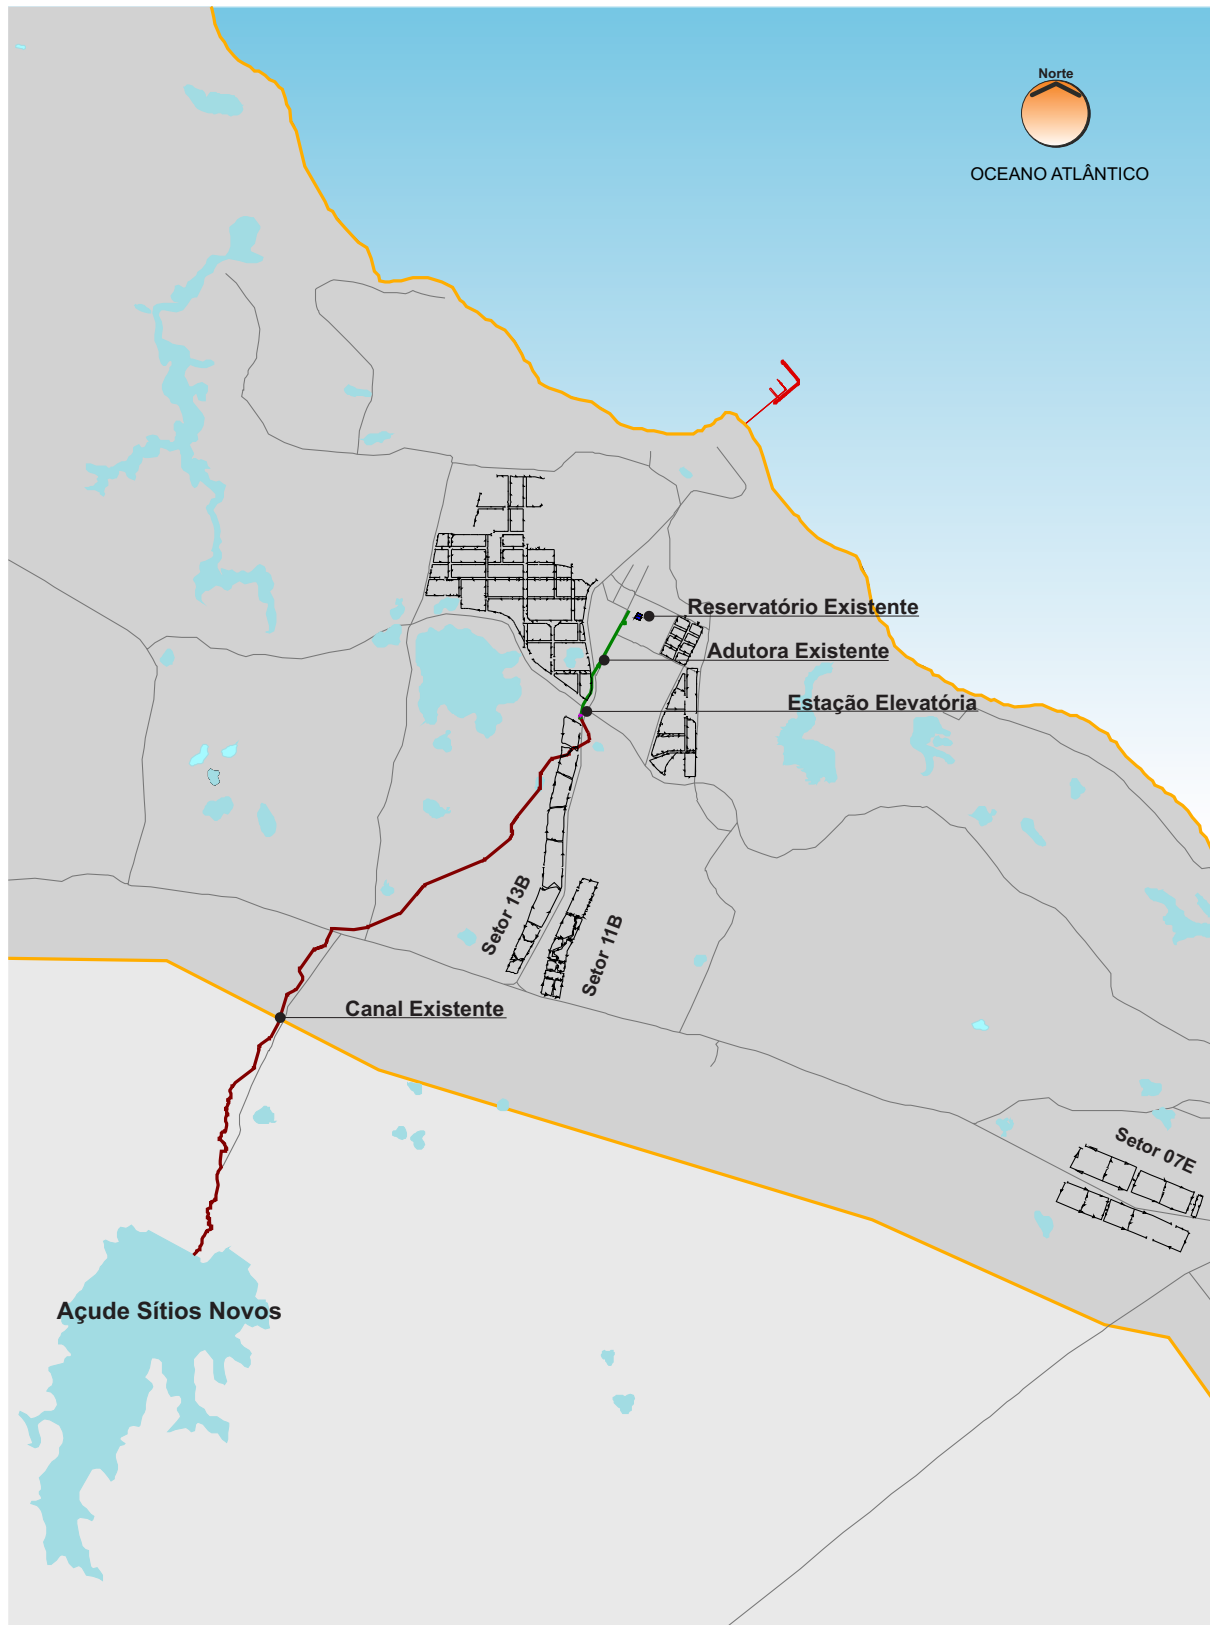 Norte
OCEANO ATLÂNTICO
Reservatório Existente
Adutora Existente
Estação Elevatória
Setor 13B
Setor 11B
Canal Existente
Setor 07E
Açude Sítios Novos